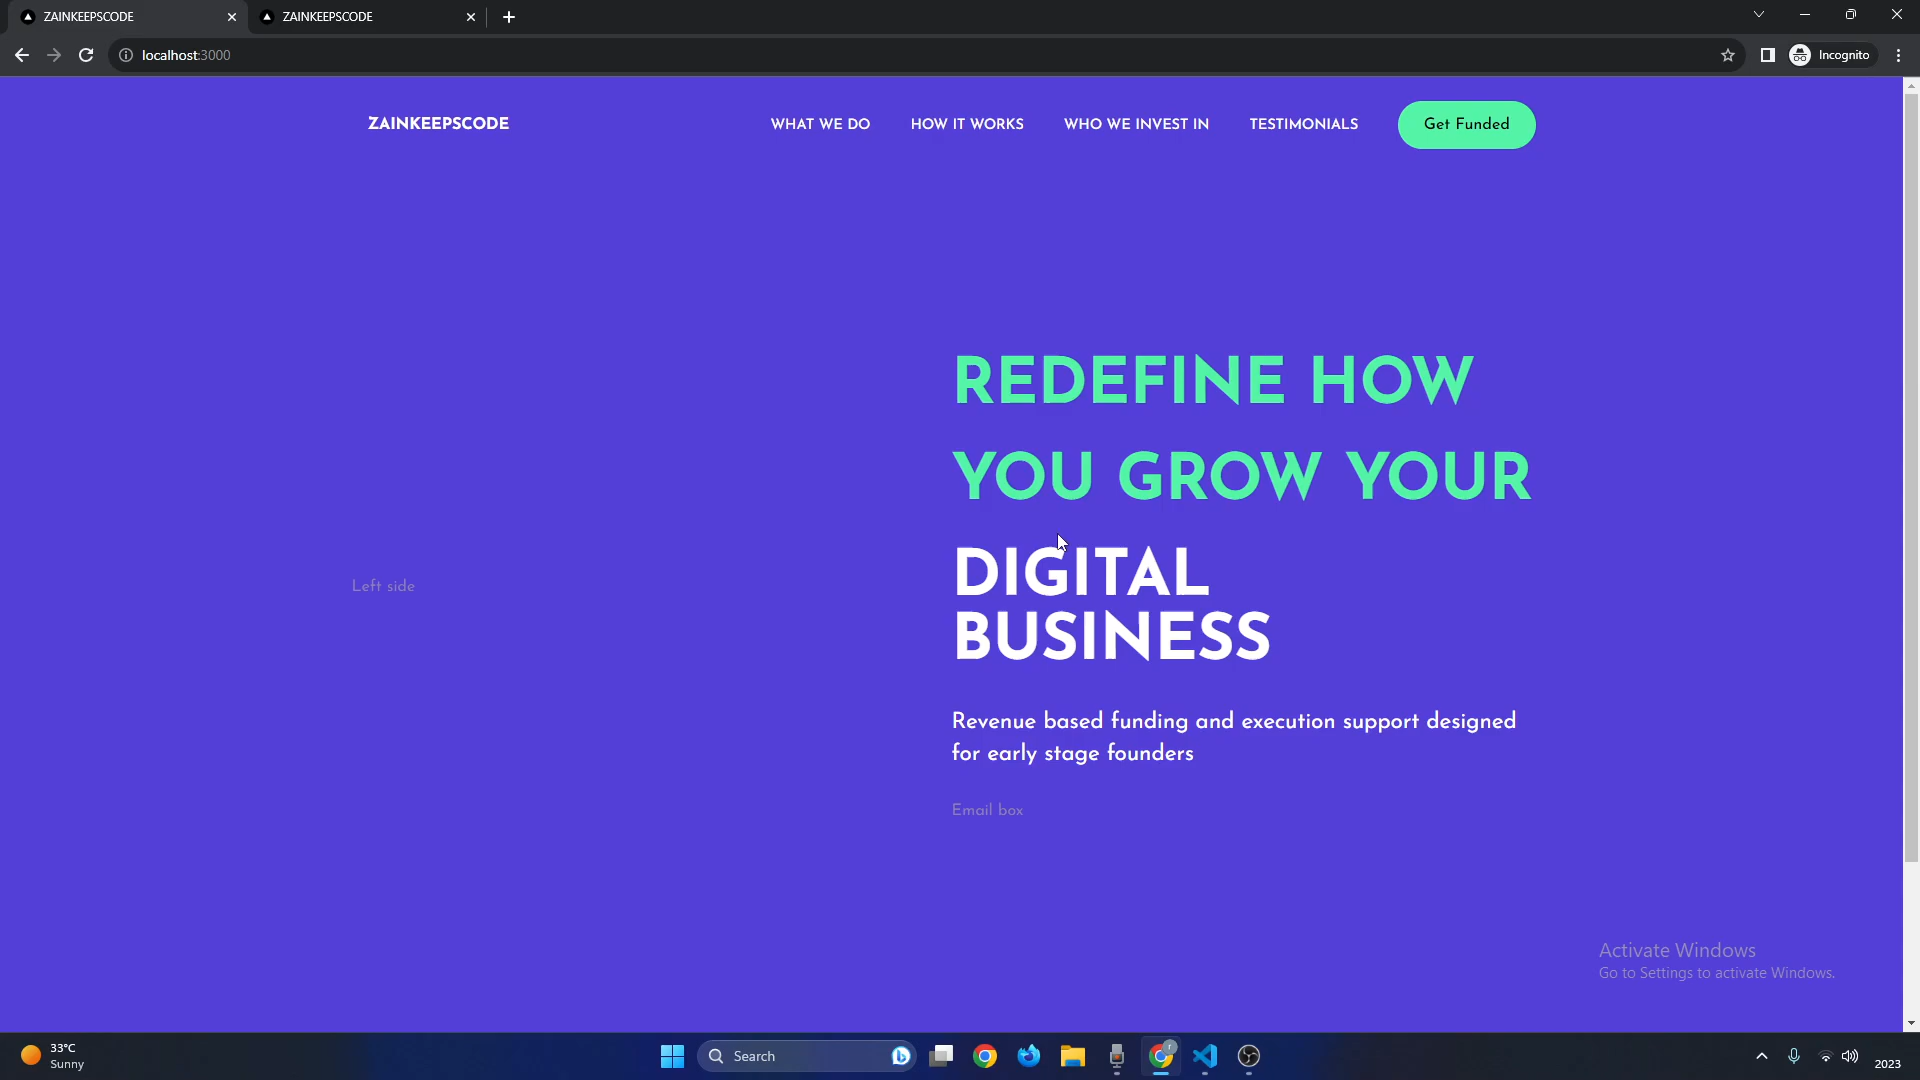 ZAINKEEPSCODE
ZAINKEEPSCODE
localhost:3000
Incognito
ZAINKEEPSCODE
WHAT WE DO
HOW IT WORKS
WHO WE INVEST IN
TESTIMONIALS
Get Funded
REDEFINE HOW
YOU GROW YOUR
DIGITAL
BUSINESS
Left side
Revenue based funding and execution support designed
for early stage founders
Email box
Activate Windows
Go to Settings to activate Windows.
33°C
Sunny
Search
2023